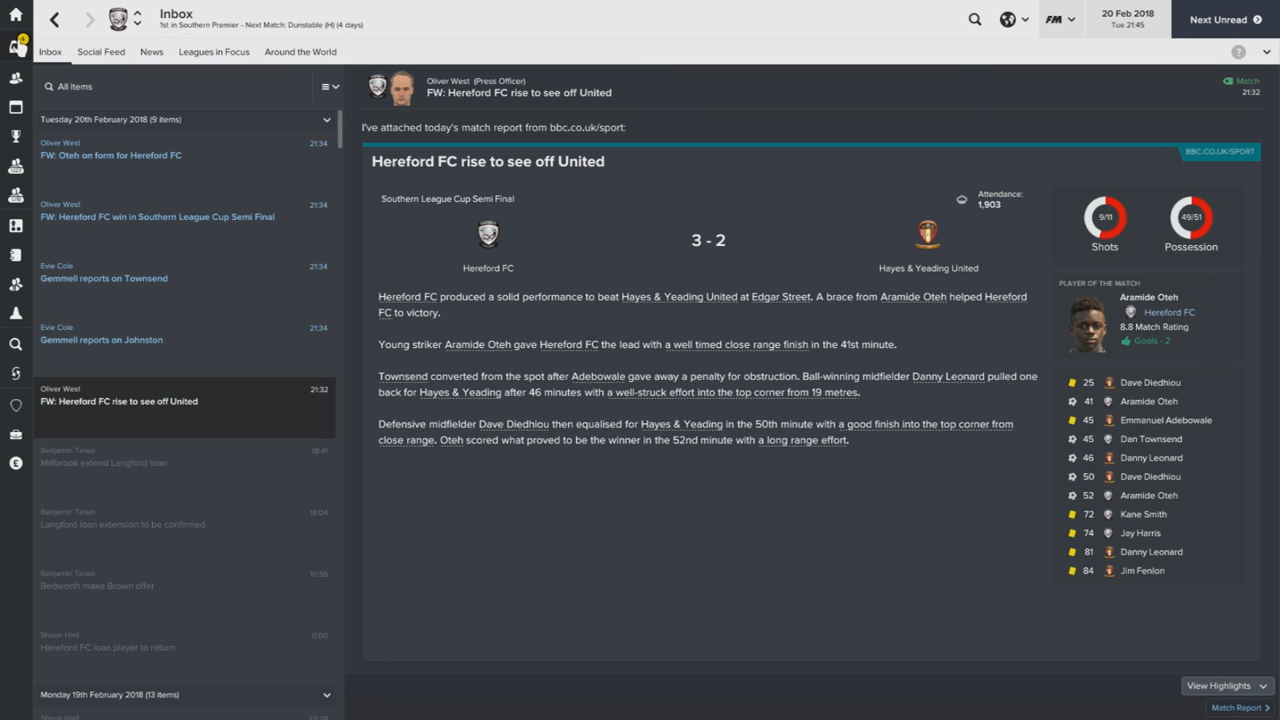 Inbox
1st in Southern Premier - Next Match: Dunstable (H) (4 days)
FM
20 Feb 2018
Tue 21:45
Next Unread
4
Inbox
Social Feed
News
Leagues in Focus
Around the World
?
All Items
Tuesday 20th February 2018 (9 items)
Oliver West
21:34
FW: Oteh on form for Hereford FC
Oliver West
21:34
FW: Hereford FC win in Southern League Cup Semi Final
Evie Cole
21:34
Gemmell reports on Townsend
Evie Cole
21:34
Gemmell reports on Johnston
Oliver West
21:32
FW: Hereford FC rise to see off United
Benjamin Taiwo
18:41
Millbrook extend Langford loan
Benjamin Taiwo
18:04
Langford loan extension to be confirmed
Benjamin Taiwo
10:55
Bedworth make Brown offer
Shaun Hird
0:00
Hereford FC loan player to return
Monday 19th February 2018 (13 items)
Oliver West (Press Officer)
FW: Hereford FC rise to see off United
Match
21:32
I've attached today's match report from bbc.co.uk/sport:
BBC.CO.UK/SPORT
Hereford FC rise to see off United
Southern League Cup Semi Final
Attendance:
1,903
3 - 2
Hereford FC
Hayes & Yeading United
9/11
Shots
49/51
Possession
Hereford FC produced a solid performance to beat Hayes & Yeading United at Edgar Street. A brace from Aramide Oteh helped Hereford
FC to victory.
Young striker Aramide Oteh gave Hereford FC the lead with a well timed close range finish in the 41st minute.
Townsend converted from the spot after Adebowale gave away a penalty for obstruction. Ball-winning midfielder Danny Leonard pulled one
back for Hayes & Yeading after 46 minutes with a well-struck effort into the top corner from 19 metres.
Defensive midfielder Dave Diedhiou then equalised for Hayes & Yeading in the 50th minute with a good finish into the top corner from
close range. Oteh scored what proved to be the winner in the 52nd minute with a long range effort.
PLAYER OF THE MATCH
Aramide Oteh
Hereford FC
8.8 Match Rating
Goals - 2
25 Dave Diedhiou
41 Aramide Oteh
45 Emmanuel Adebowale
45 Dan Townsend
46 Danny Leonard
50 Dave Diedhiou
52 Aramide Oteh
72 Kane Smith
74 Jay Harris
81 Danny Leonard
84 Jim Fenlon
View Highlights
Match Report